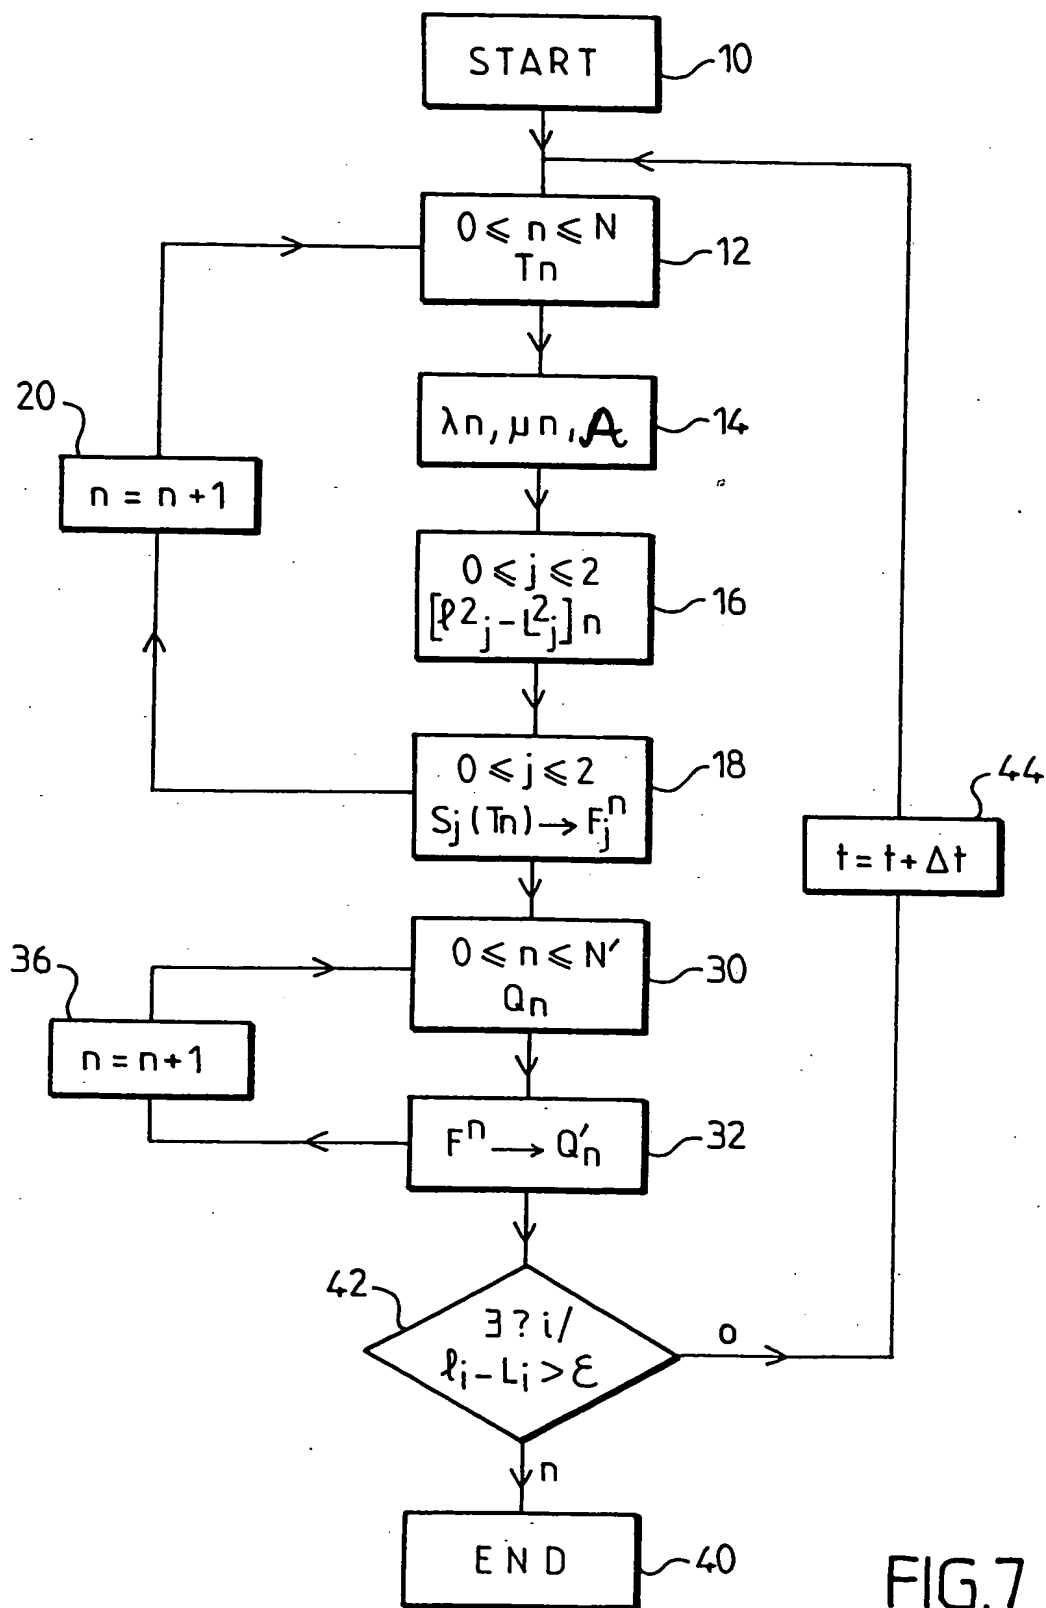 START
10
0 ⩽ n ⩽ N
Tn
12
λn, μn, A
14
20
n = n+1
0 ⩽ j ⩽ 2
[ℓ²j – L²j] n
16
0 ⩽ j ⩽ 2
Sj (Tn) → Fjⁿ
18
44
t = t + Δt
0 ⩽ n ⩽ N′
Qn
30
36
n = n+1
Fⁿ → Q′n
32
42
∃ ? i /
ℓi – Li > Ɛ
o
n
END
40
FIG.7